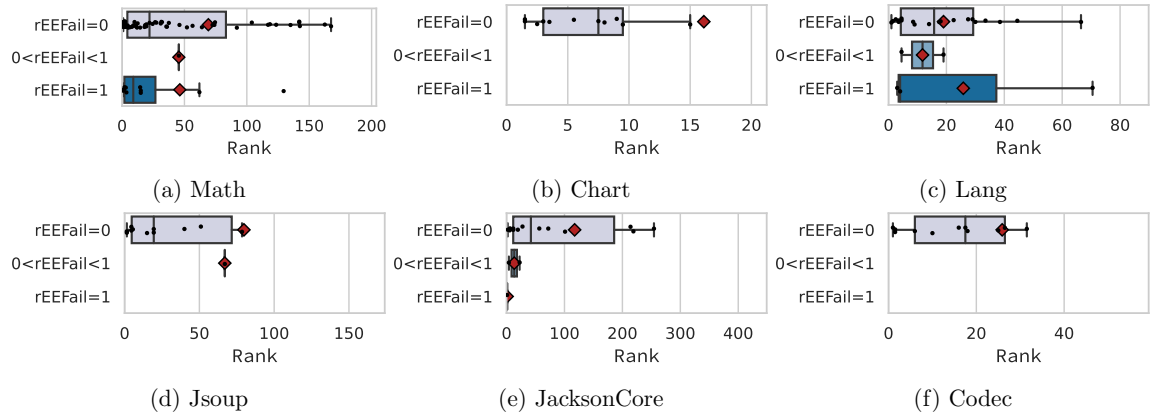 rEEFail=0
0<rEEFail<1
rEEFail=1
0 50 100 150 200
Rank
(a) Math
rEEFail=0
0<rEEFail<1
rEEFail=1
0 5 10 15 20
Rank
(b) Chart
rEEFail=0
0<rEEFail<1
rEEFail=1
0 20 40 60 80
Rank
(c) Lang
rEEFail=0
0<rEEFail<1
rEEFail=1
0 50 100 150
Rank
(d) Jsoup
rEEFail=0
0<rEEFail<1
rEEFail=1
0 100 200 300 400
Rank
(e) JacksonCore
rEEFail=0
0<rEEFail<1
rEEFail=1
0 20 40
Rank
(f) Codec